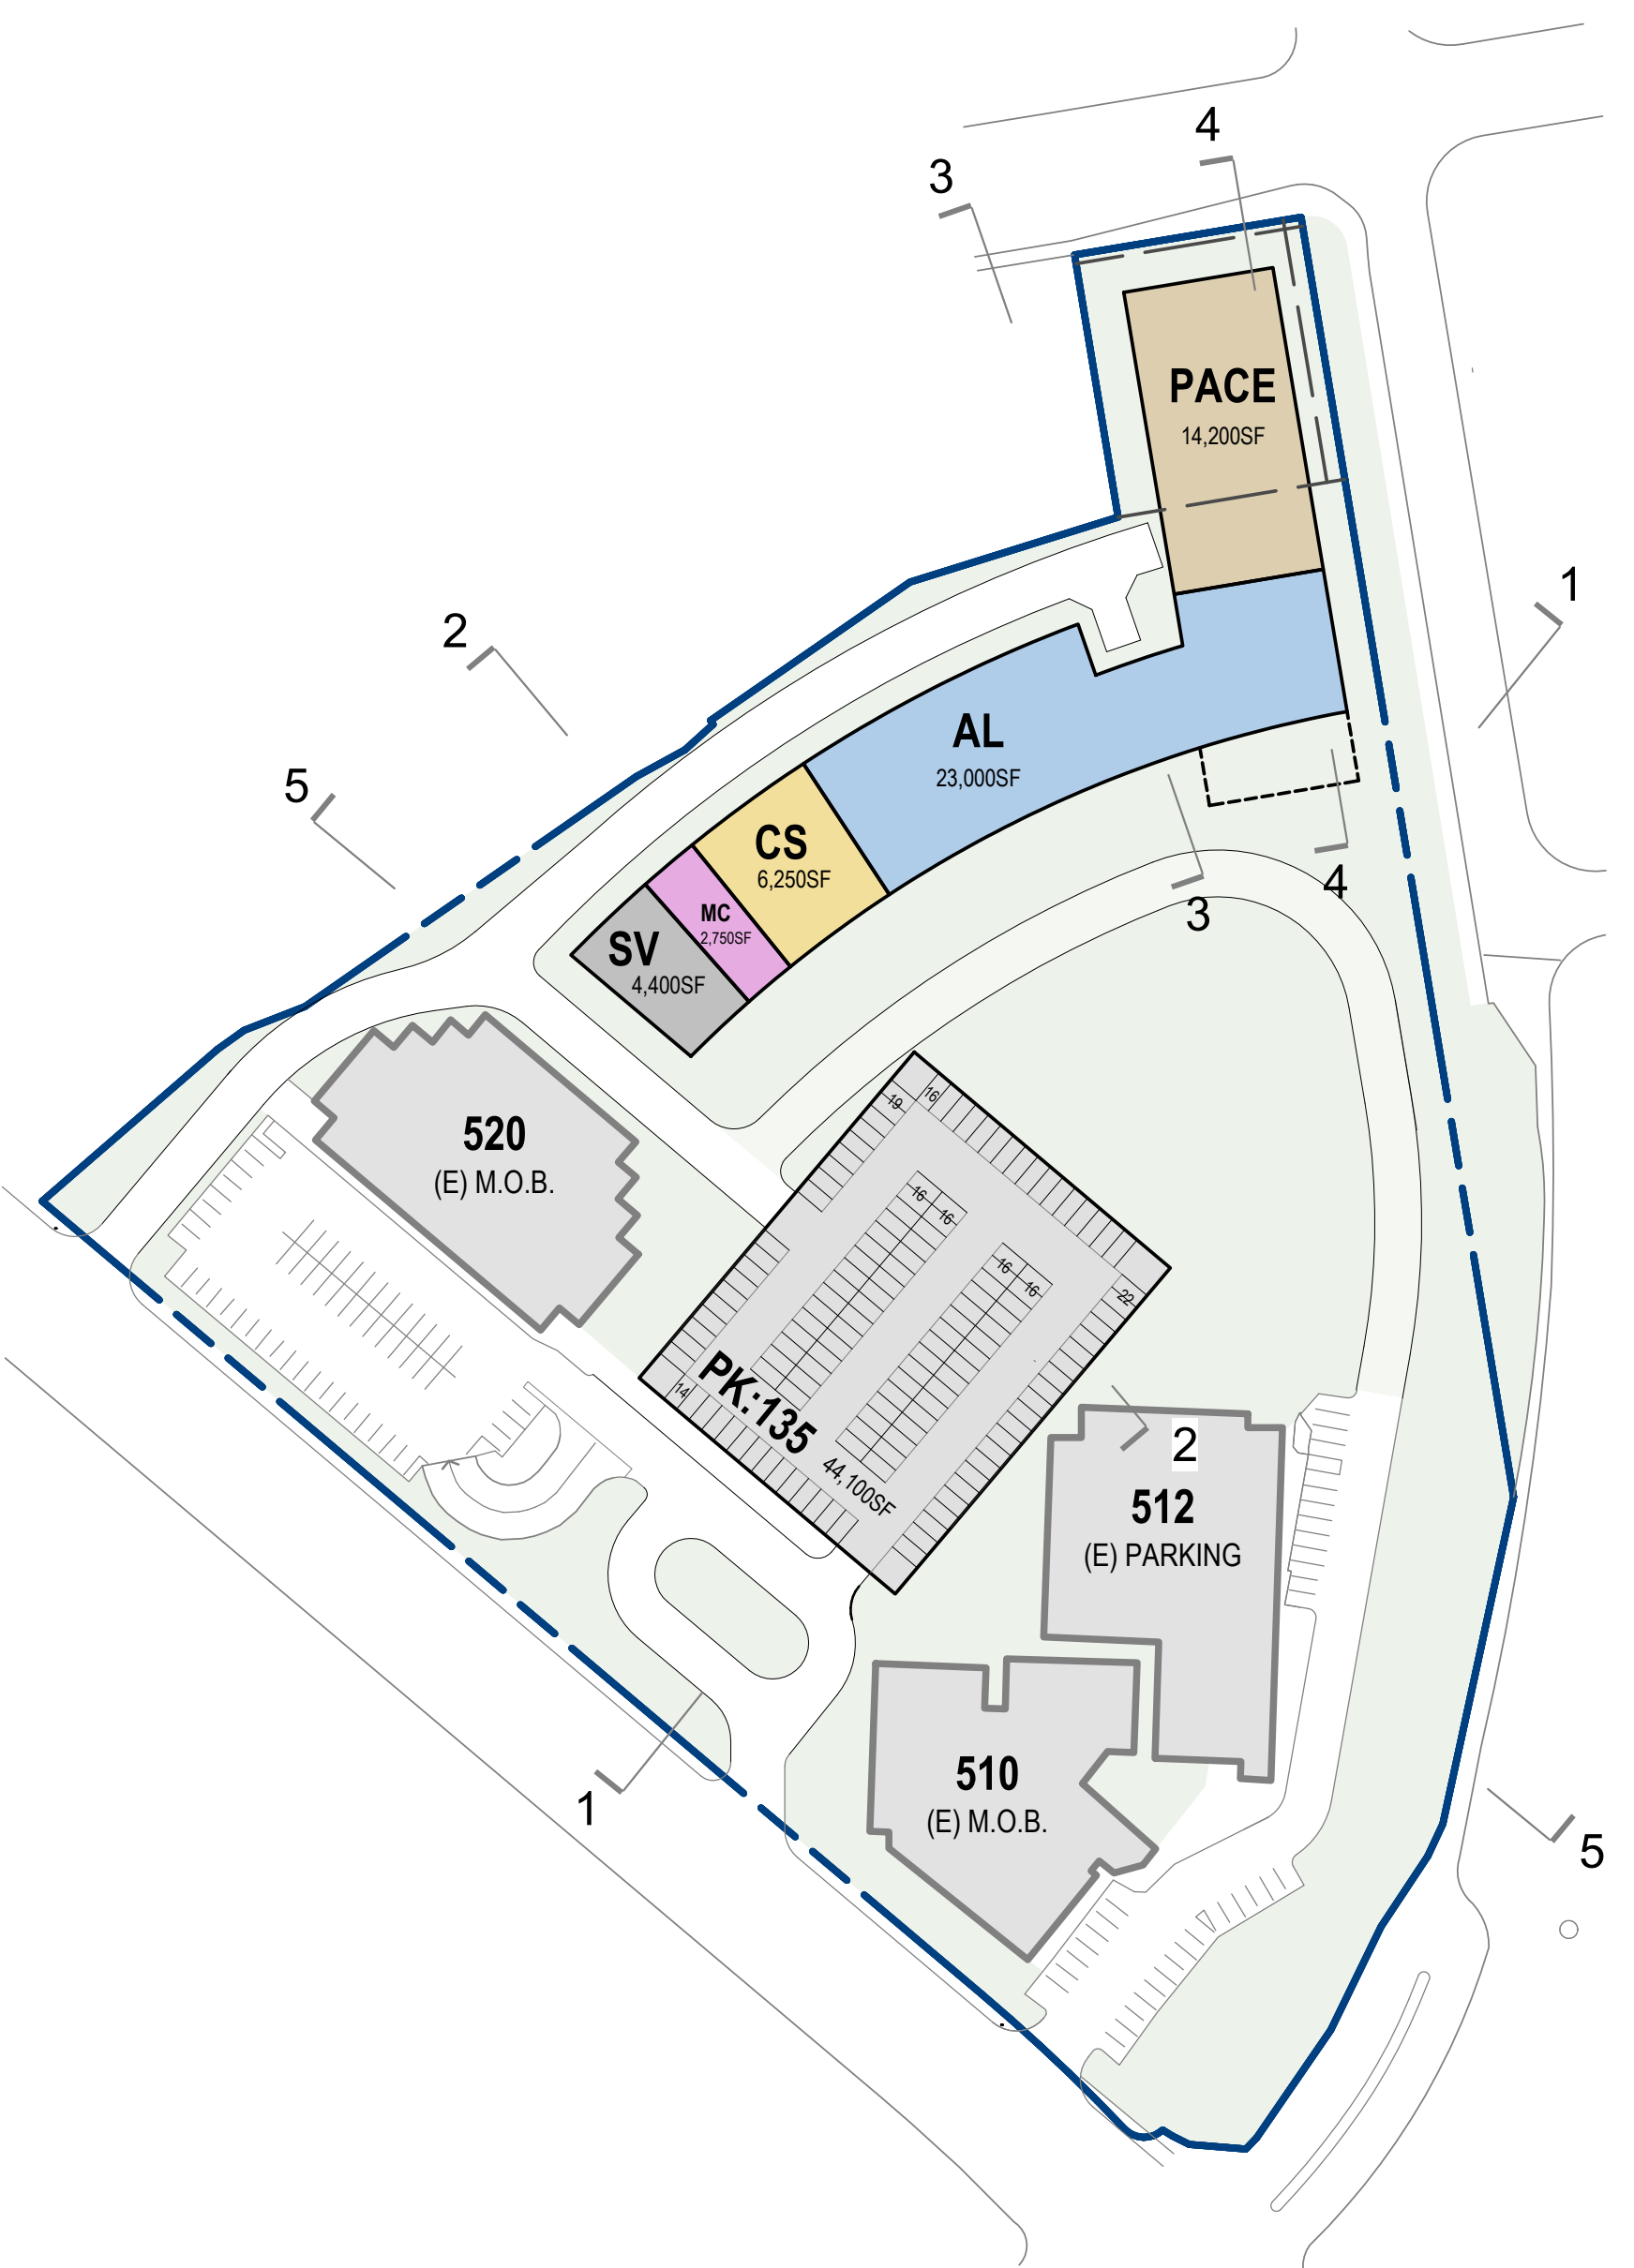 4
3
PACE
14,200SF
1
2
AL
23,000SF
5
CS
6,250SF
4
MC
2,750SF
3
SV
4,400SF
16
19
520
(E) M.O.B.
16
16
16
16
22
14
PK:135
44,100SF
2
512
(E) PARKING
510
(E) M.O.B.
1
5